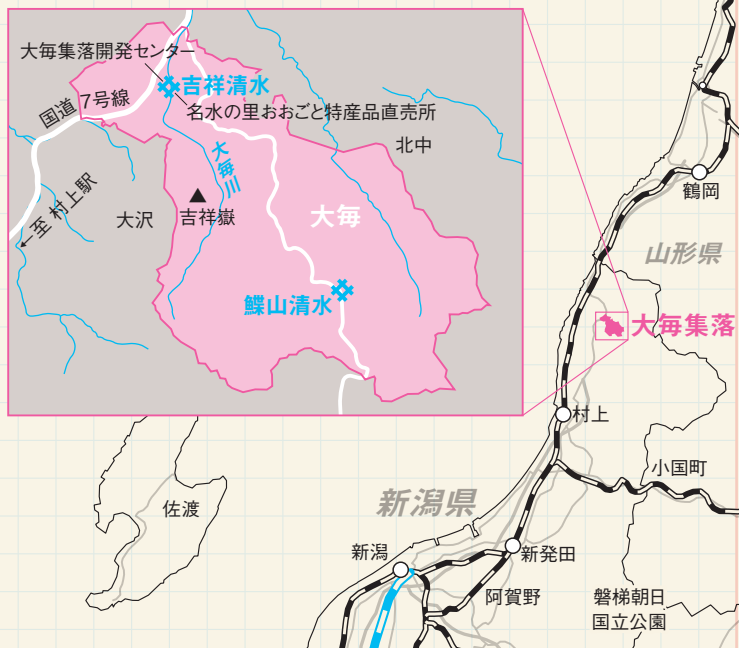 大毎集落開発センター
吉祥清水
国道 7号線
名水の里おおごと特産品直売所
北中
大毎川
←至 村上駅
大沢
吉祥嶽
大毎
鰈山清水
鶴岡
山形県
大毎集落
村上
小国町
新潟県
佐渡
新潟
新発田
阿賀野
磐梯朝日
国立公園